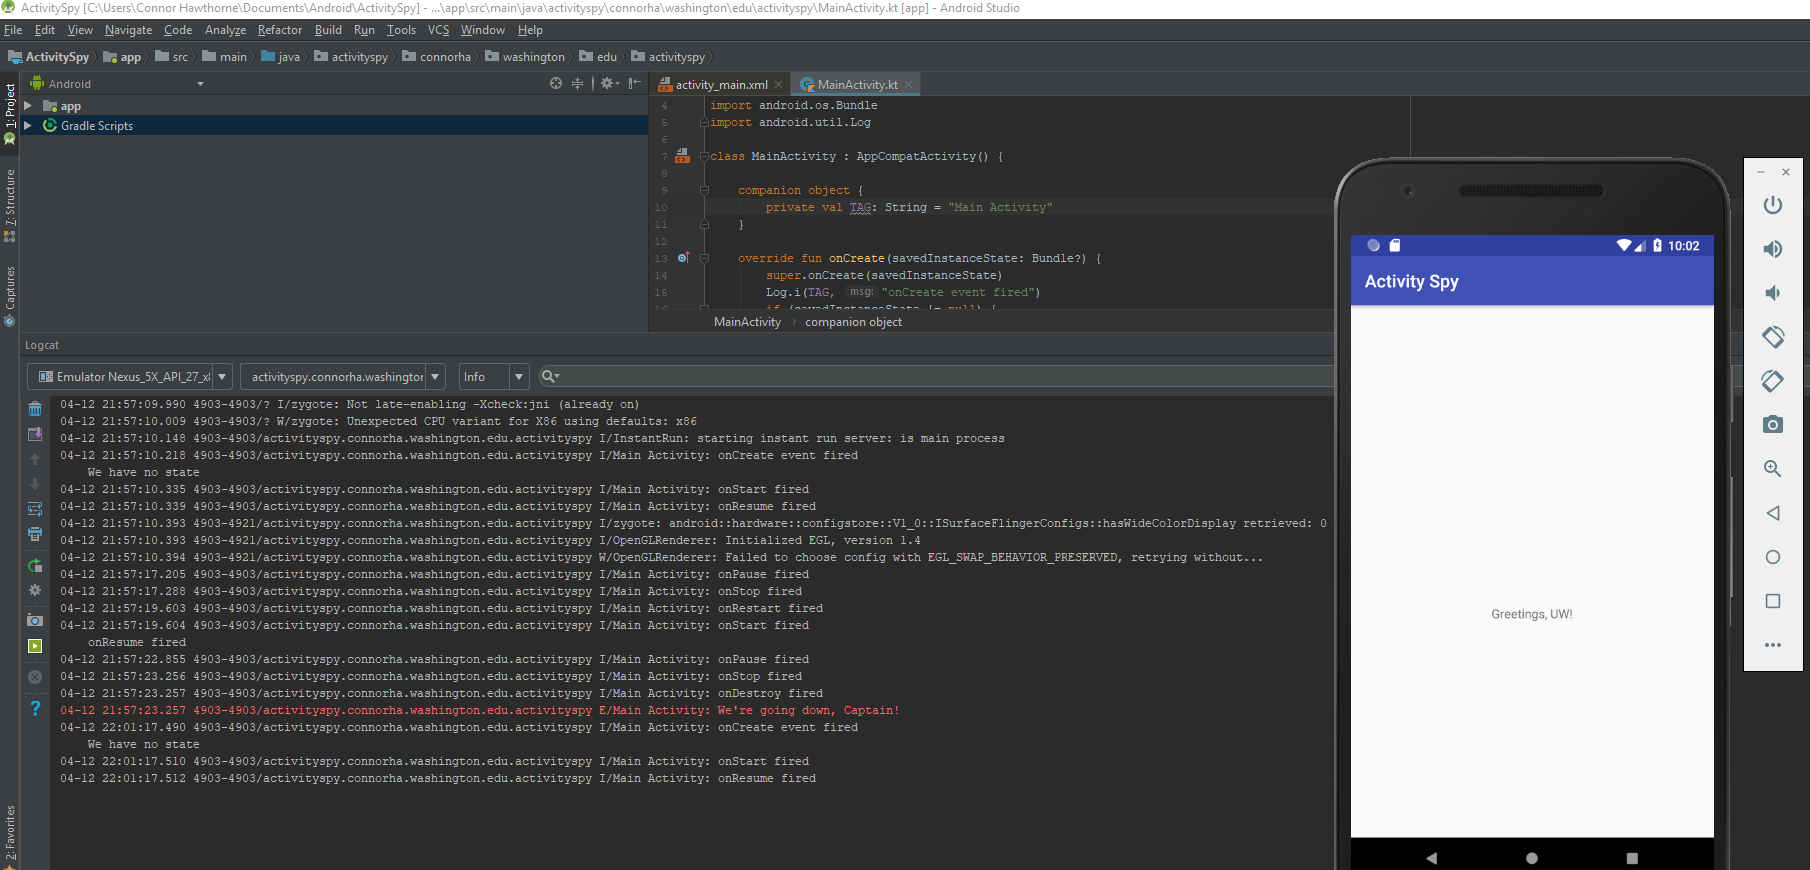 ActivitySpy [C:\Users\Connor Hawthorne\Documents\Android\ActivitySpy] - ...\app\src\main\java\activityspy\connorha\washington\edu\activityspy\MainActivity.kt [app] - Android Studio
File Edit View Navigate Code Analyze Refactor Build Run Tools VCS Window Help
ActivitySpy app src main java activityspy connorha washington edu activityspy
Android
activity_main.xml MainActivity.kt
1: Project
app
Gradle Scripts
7: Structure
Captures
2: Favorites
4 import android.os.Bundle
5 import android.util.Log
6
7 class MainActivity : AppCompatActivity() {
8
9 companion object {
10 private val TAG: String = "Main Activity"
11 }
12
13 override fun onCreate(savedInstanceState: Bundle?) {
14 super.onCreate(savedInstanceState)
15 Log.i(TAG, msg: "onCreate event fired")
16 if (savedInstanceState != null) {
MainActivity companion object
Logcat
Emulator Nexus_5X_API_27_x activityspy.connorha.washington Info
04-12 21:57:09.990 4903-4903/? I/zygote: Not late-enabling -Xcheck:jni (already on)
04-12 21:57:10.009 4903-4903/? W/zygote: Unexpected CPU variant for X86 using defaults: x86
04-12 21:57:10.148 4903-4903/activityspy.connorha.washington.edu.activityspy I/InstantRun: starting instant run server: is main process
04-12 21:57:10.218 4903-4903/activityspy.connorha.washington.edu.activityspy I/Main Activity: onCreate event fired
We have no state
04-12 21:57:10.335 4903-4903/activityspy.connorha.washington.edu.activityspy I/Main Activity: onStart fired
04-12 21:57:10.339 4903-4903/activityspy.connorha.washington.edu.activityspy I/Main Activity: onResume fired
04-12 21:57:10.393 4903-4921/activityspy.connorha.washington.edu.activityspy I/zygote: android::hardware::configstore::V1_0::ISurfaceFlingerConfigs::hasWideColorDisplay retrieved: 0
04-12 21:57:10.393 4903-4921/activityspy.connorha.washington.edu.activityspy I/OpenGLRenderer: Initialized EGL, version 1.4
04-12 21:57:10.394 4903-4921/activityspy.connorha.washington.edu.activityspy W/OpenGLRenderer: Failed to choose config with EGL_SWAP_BEHAVIOR_PRESERVED, retrying without...
04-12 21:57:17.205 4903-4903/activityspy.connorha.washington.edu.activityspy I/Main Activity: onPause fired
04-12 21:57:17.288 4903-4903/activityspy.connorha.washington.edu.activityspy I/Main Activity: onStop fired
04-12 21:57:19.603 4903-4903/activityspy.connorha.washington.edu.activityspy I/Main Activity: onRestart fired
04-12 21:57:19.604 4903-4903/activityspy.connorha.washington.edu.activityspy I/Main Activity: onStart fired
onResume fired
04-12 21:57:22.855 4903-4903/activityspy.connorha.washington.edu.activityspy I/Main Activity: onPause fired
04-12 21:57:23.256 4903-4903/activityspy.connorha.washington.edu.activityspy I/Main Activity: onStop fired
04-12 21:57:23.257 4903-4903/activityspy.connorha.washington.edu.activityspy I/Main Activity: onDestroy fired
04-12 21:57:23.257 4903-4903/activityspy.connorha.washington.edu.activityspy E/Main Activity: We're going down, Captain!
04-12 22:01:17.490 4903-4903/activityspy.connorha.washington.edu.activityspy I/Main Activity: onCreate event fired
We have no state
04-12 22:01:17.510 4903-4903/activityspy.connorha.washington.edu.activityspy I/Main Activity: onStart fired
04-12 22:01:17.512 4903-4903/activityspy.connorha.washington.edu.activityspy I/Main Activity: onResume fired
10:02
Activity Spy
Greetings, UW!